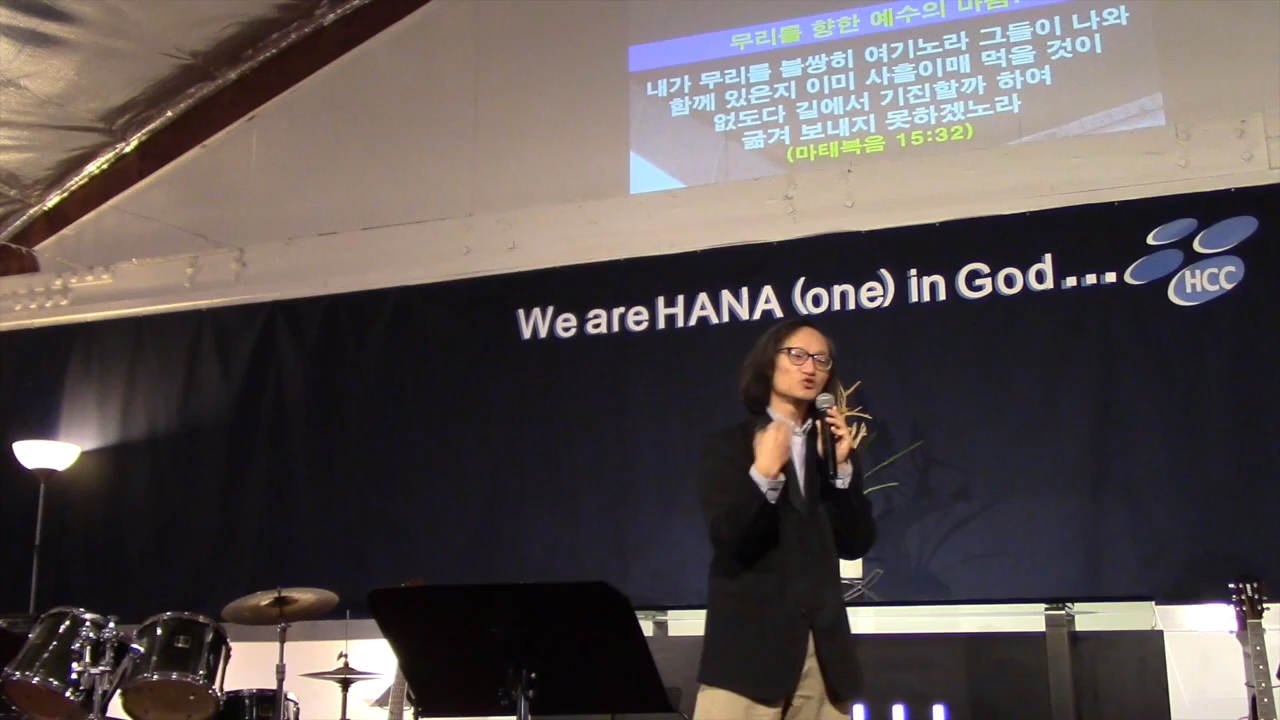 무리를 향한 예수의 마음?
내가 무리를 불쌍히 여기노라 그들이 나와
함께 있은지 이미 사흘이매 먹을 것이
없도다 길에서 기진할까 하여
굶겨 보내지 못하겠노라
(마태복음 15:32)
We are HANA (one) in God ...
HCC